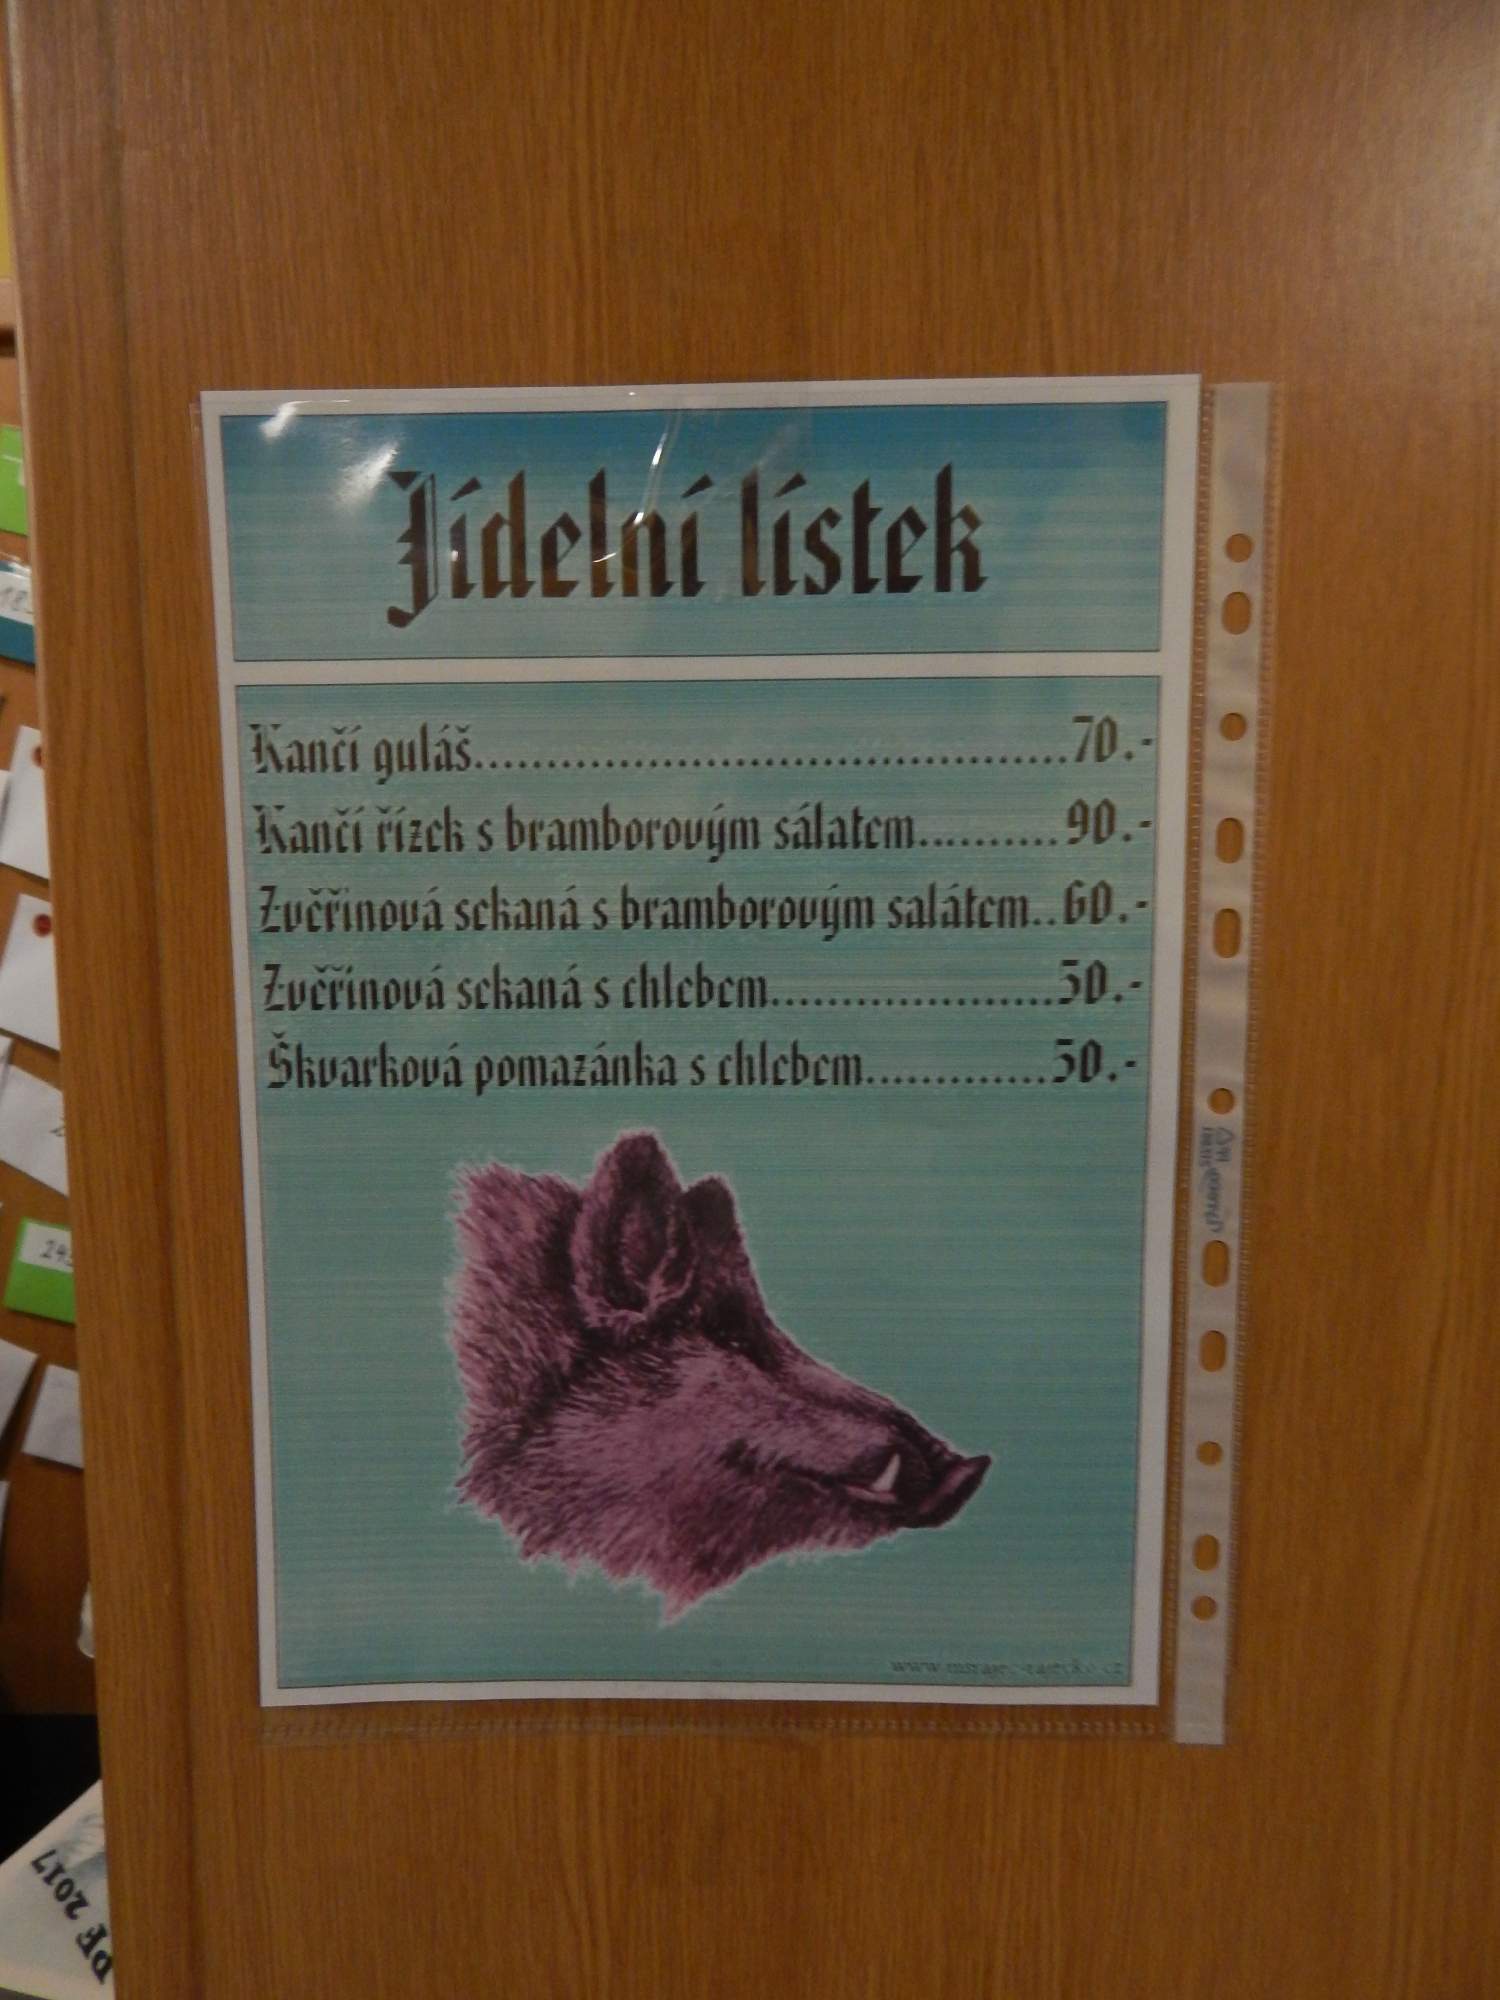 Jídelní lístek
Kančí guláš..........................................70.-
Kančí řízek s bramborovým sálatem..........90.-
Zvěřinová sekaná s bramborovým salátem..60.-
Zvěřinová sekaná s chlebem....................50.-
Škvarková pomazánka s chlebem.............50.-
PF 2017